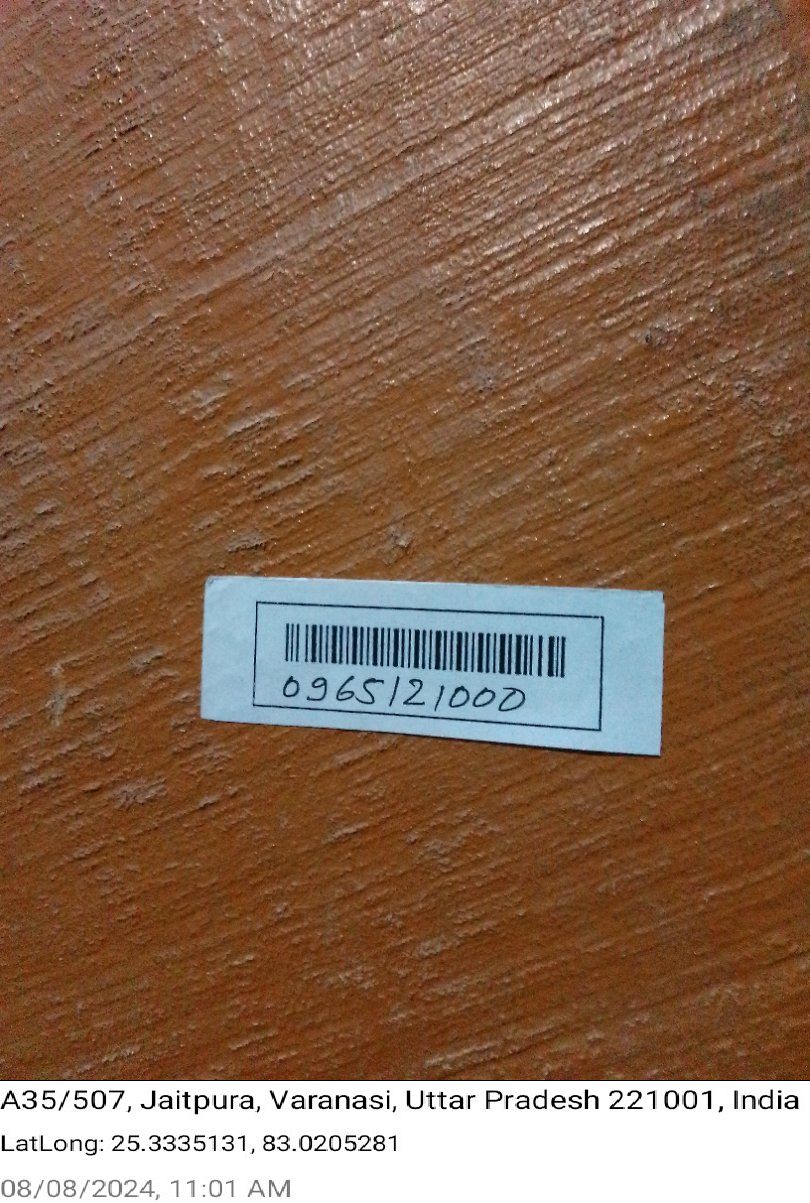 0965121000
A35/507, Jaitpura, Varanasi, Uttar Pradesh 221001, India
LatLong: 25.3335131, 83.0205281
08/08/2024, 11:01 AM